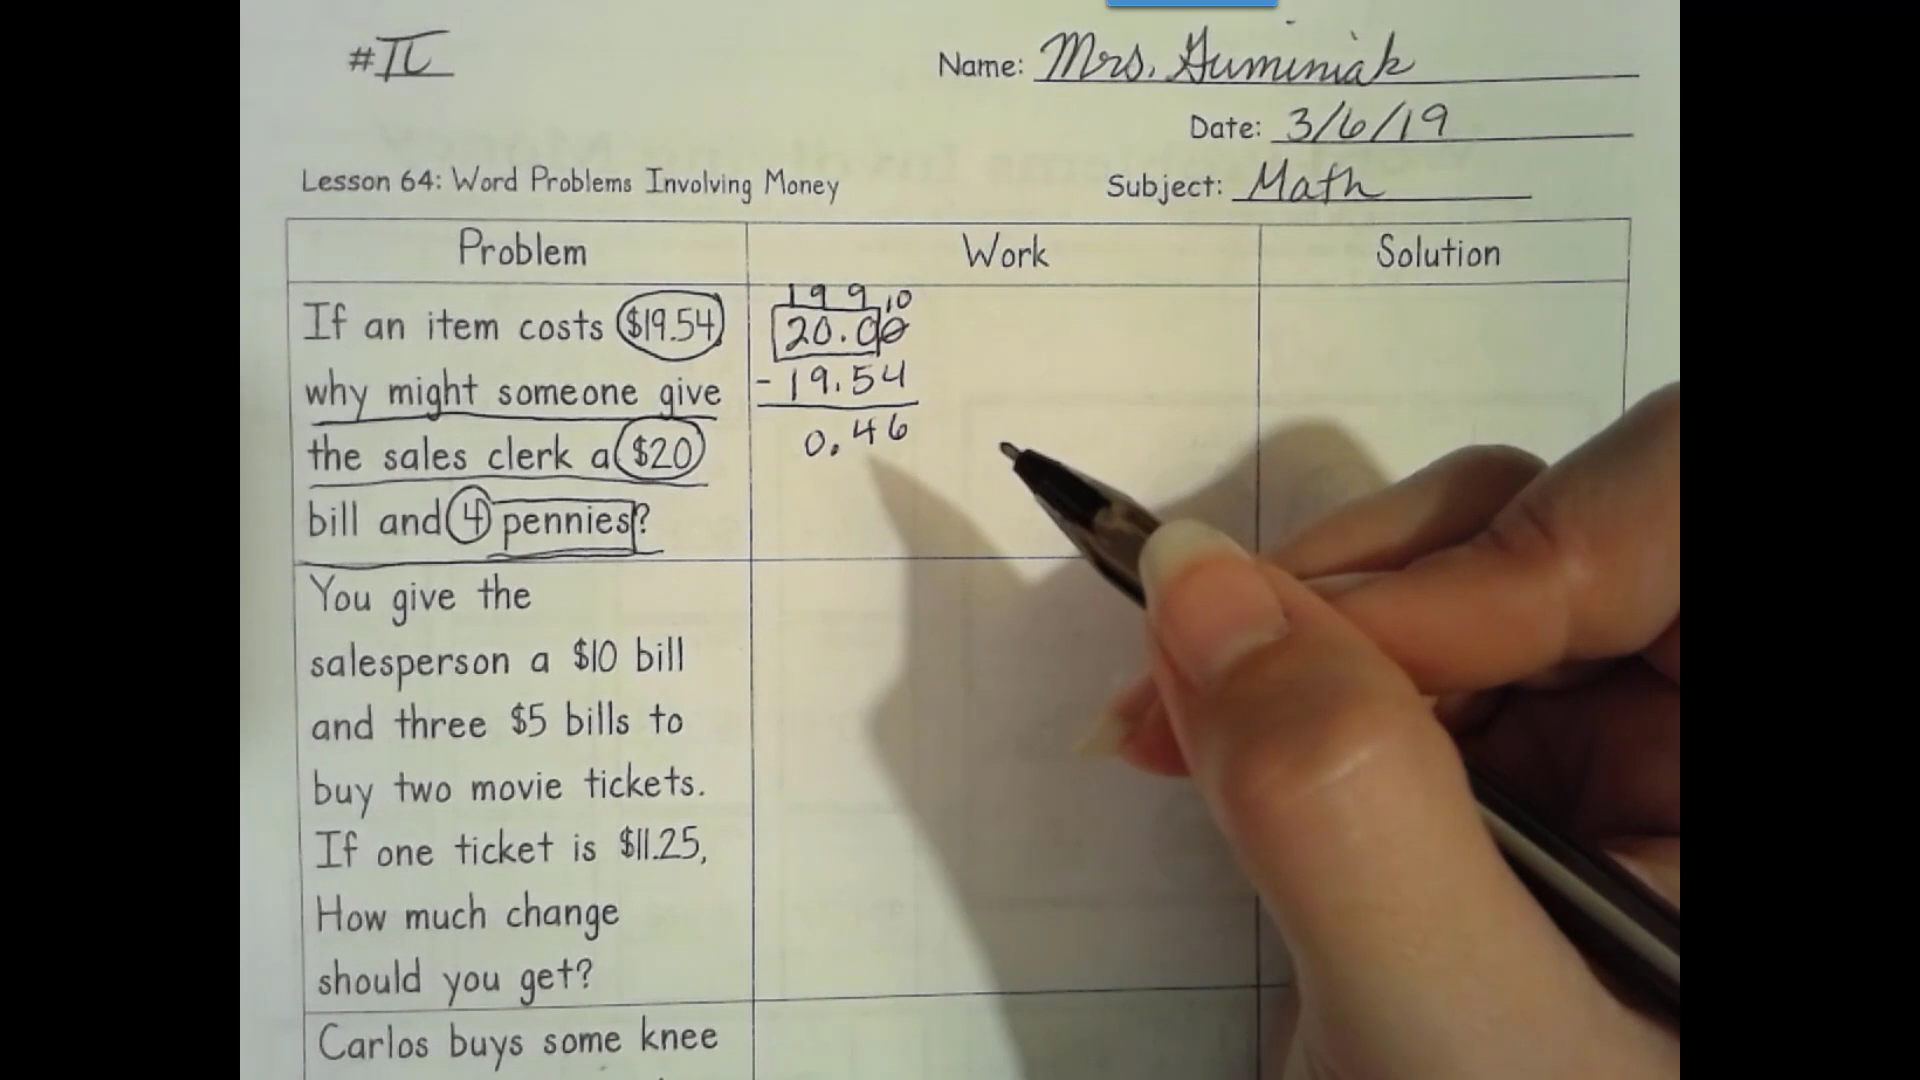 #π
Name: Mrs. Guminiak
Date: 3/6/19
Lesson 64: Word Problems Involving Money
Subject: Math
Problem
Work
Solution
If an item costs $19.54
why might someone give
the sales clerk a $20
bill and 4 pennies?
1 9 9 10
20.00
- 19.54
0.46
You give the
salesperson a $10 bill
and three $5 bills to
buy two movie tickets.
If one ticket is $11.25,
How much change
should you get?
Carlos buys some knee